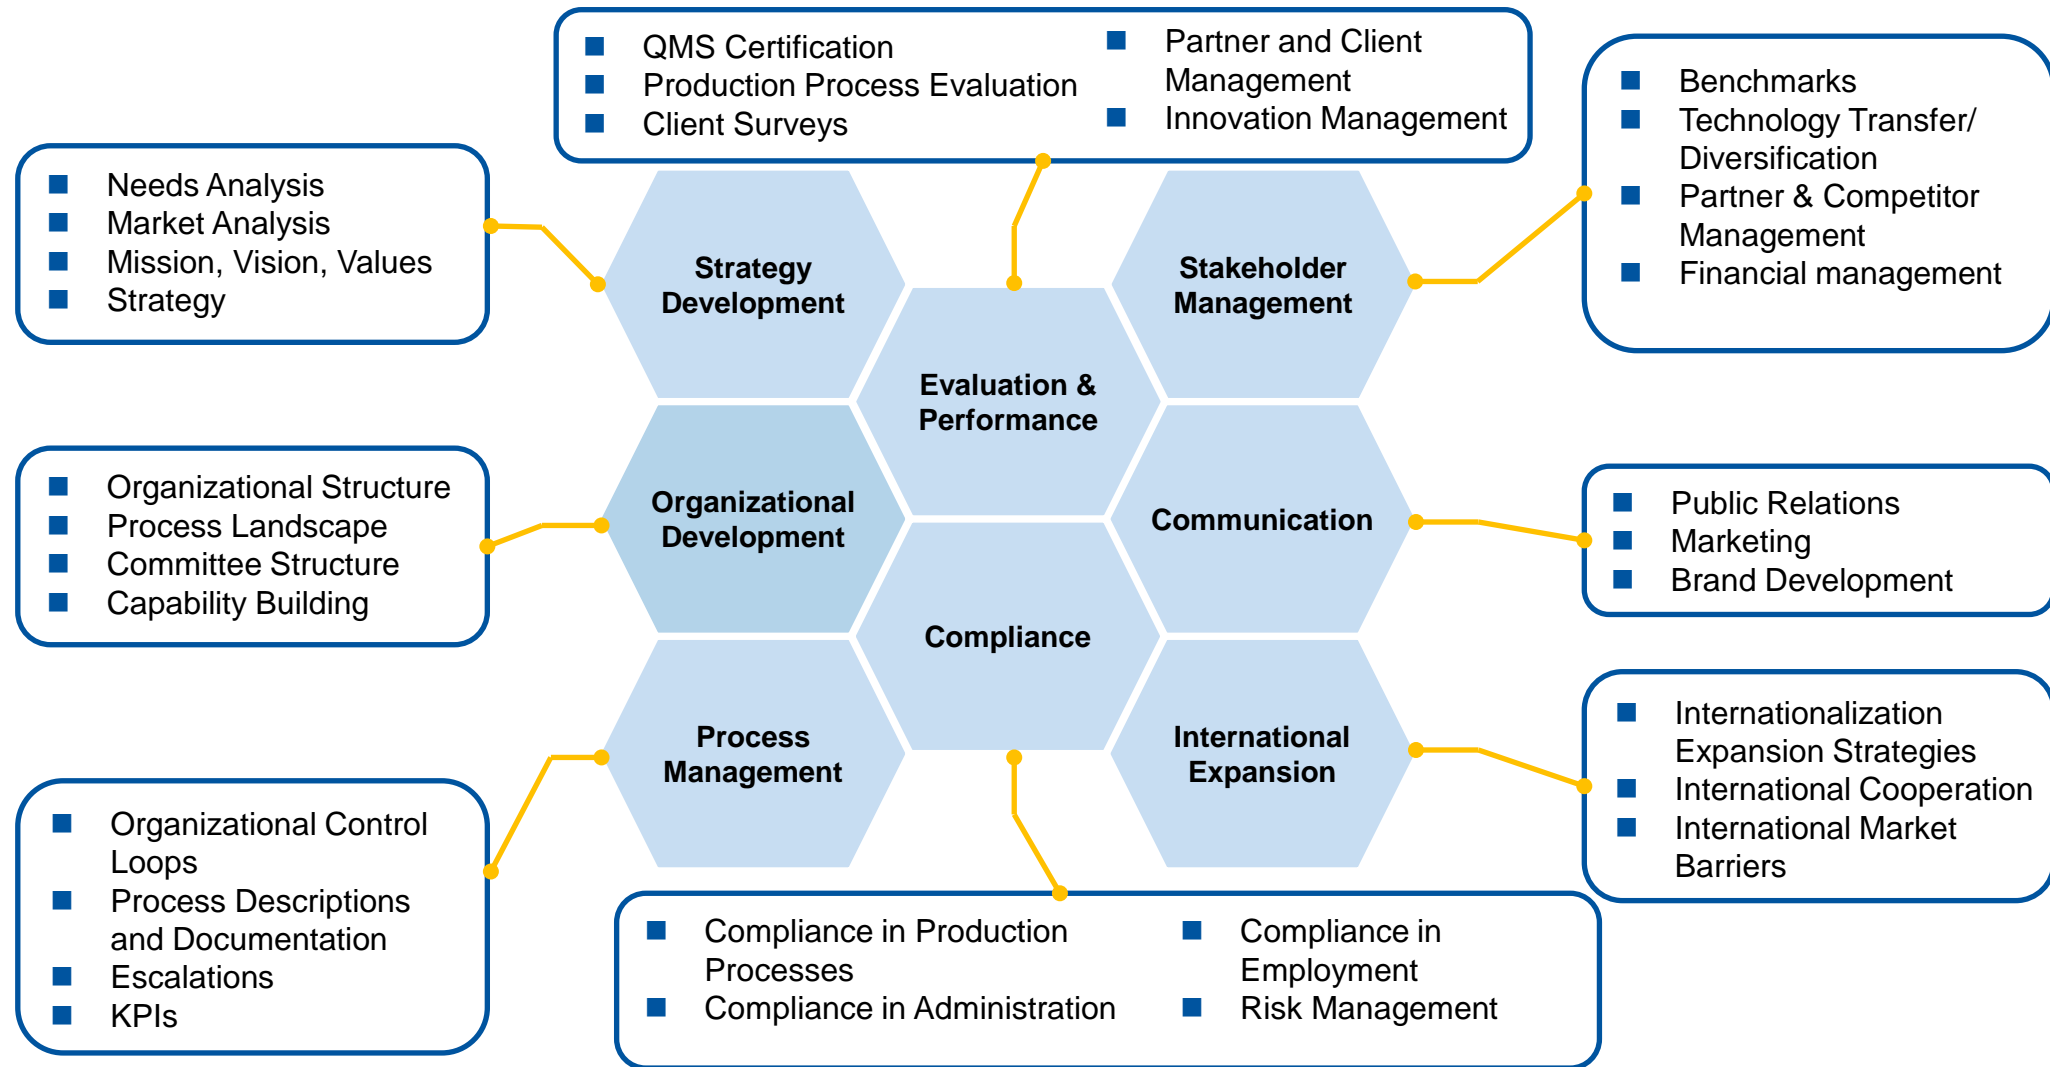 QMS Certification
Production Process Evaluation
Client Surveys
Partner and Client
Management
Innovation Management
Benchmarks
Technology Transfer/
Diversification
Partner & Competitor
Management
Financial management
Needs Analysis
Market Analysis
Mission, Vision, Values
Strategy
Strategy
Development
Stakeholder
Management
Evaluation &
Performance
Organizational Structure
Process Landscape
Committee Structure
Capability Building
Organizational
Development
Communication
Public Relations
Marketing
Brand Development
Compliance
Process
Management
International
Expansion
Internationalization
Expansion Strategies
International Cooperation
International Market
Barriers
Organizational Control
Loops
Process Descriptions
and Documentation
Escalations
KPIs
Compliance in Production
Processes
Compliance in Administration
Compliance in
Employment
Risk Management